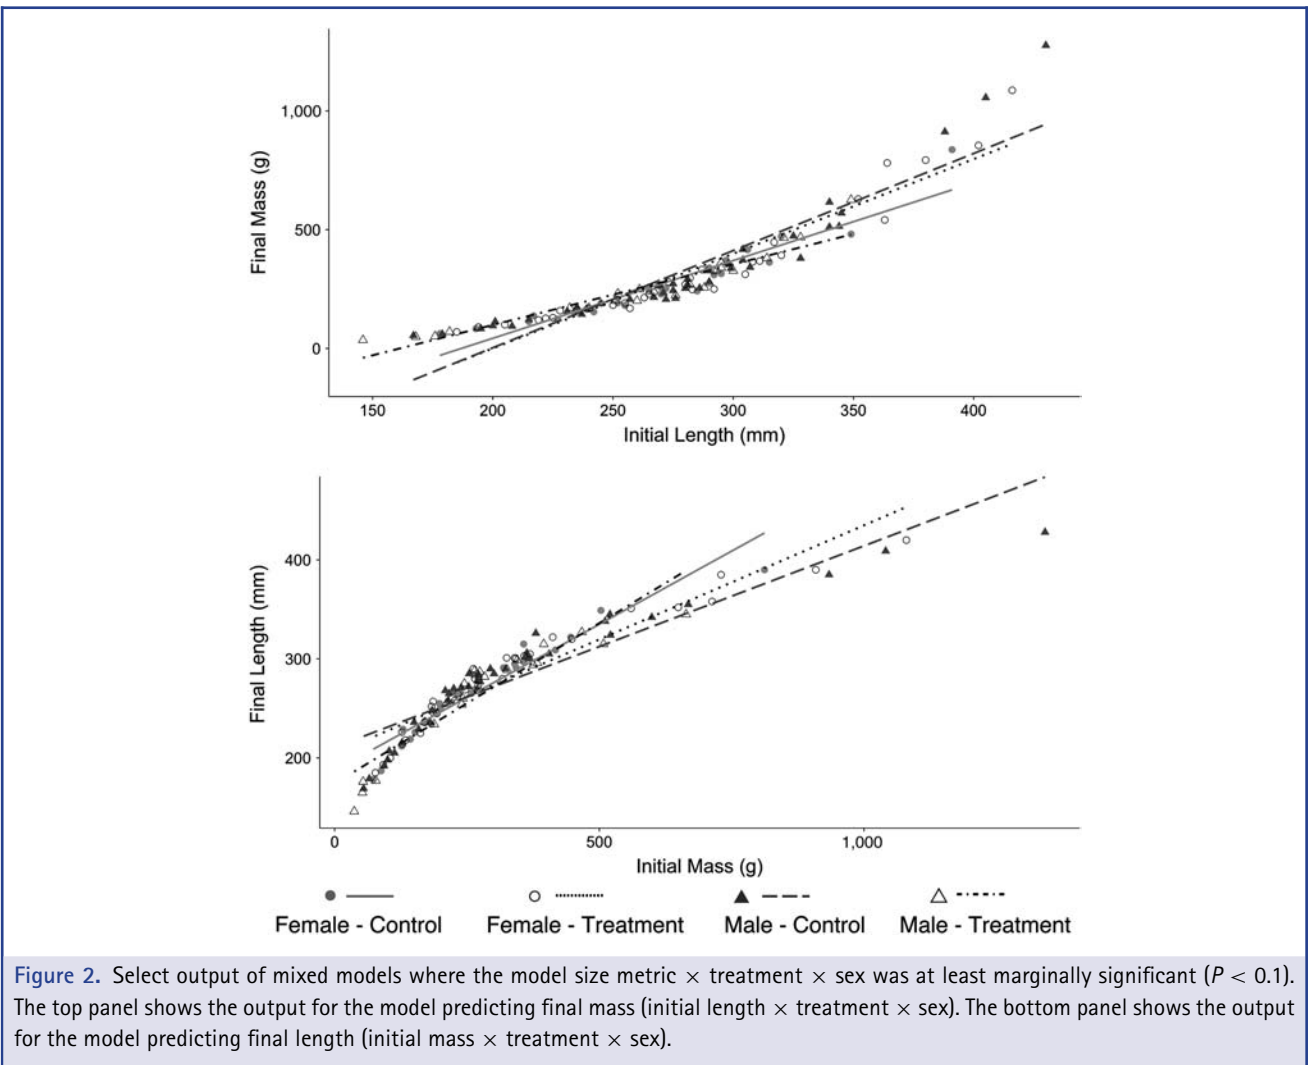 1,000
500
0
Final Mass (g)
150 200 250 300 350 400
Initial Length (mm)
400
300
200
Final Length (mm)
0 500 1,000
Initial Mass (g)
Female - Control Female - Treatment Male - Control Male - Treatment
Figure 2. Select output of mixed models where the model size metric × treatment × sex was at least marginally significant (P < 0.1).
The top panel shows the output for the model predicting final mass (initial length × treatment × sex). The bottom panel shows the output
for the model predicting final length (initial mass × treatment × sex).